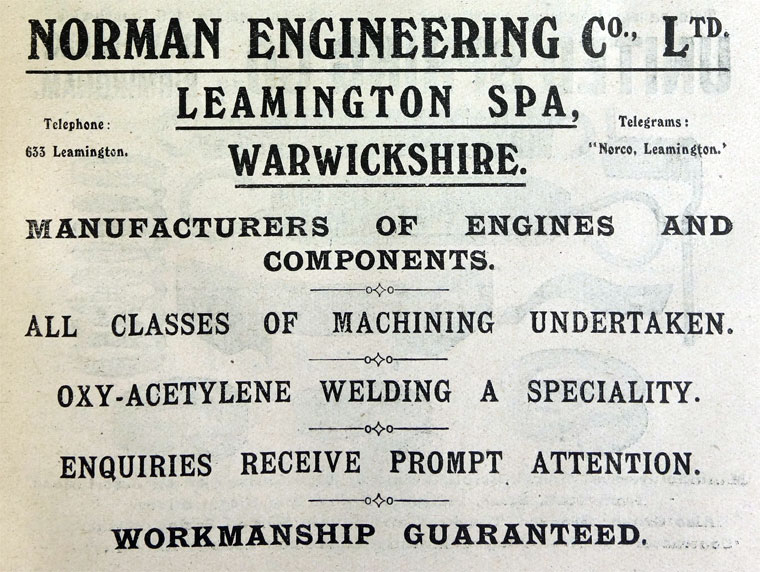 NORMAN ENGINEERING Co., LTD.
LEAMINGTON SPA,
WARWICKSHIRE.
Telephone:
633 Leamington.
Telegrams:
"Norco, Leamington.'
MANUFACTURERS OF ENGINES AND
COMPONENTS.
ALL CLASSES OF MACHINING UNDERTAKEN.
OXY-ACETYLENE WELDING A SPECIALITY.
ENQUIRIES RECEIVE PROMPT ATTENTION.
WORKMANSHIP GUARANTEED.